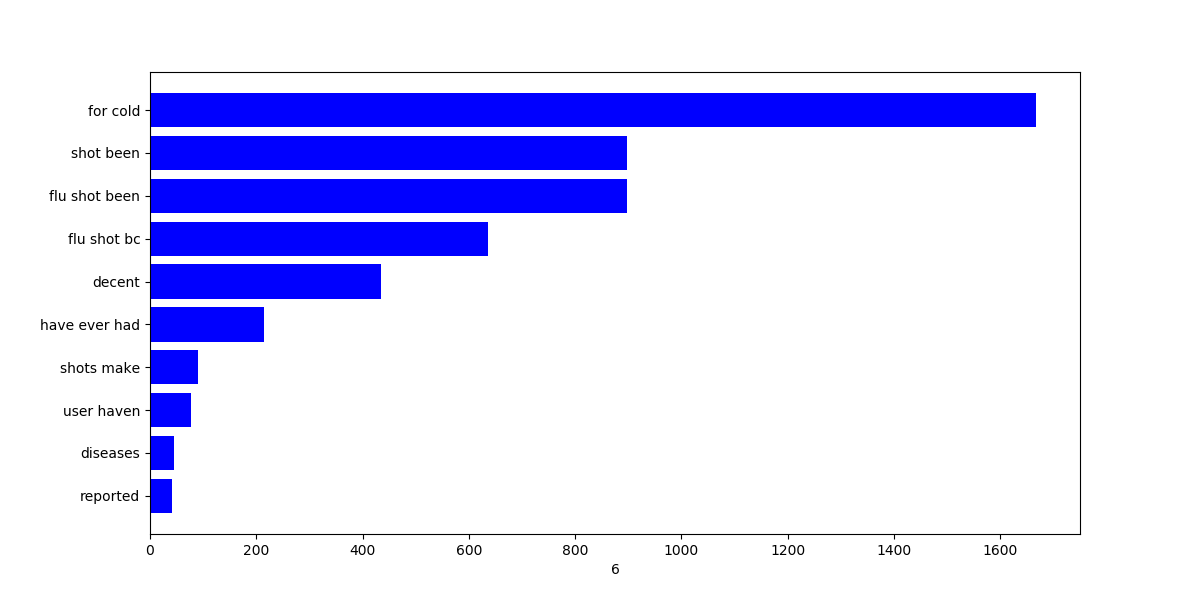 for cold
shot been
flu shot been
flu shot bc
decent
have ever had
shots make
user haven
diseases
reported
0 200 400 600 800 1000 1200 1400 1600
6